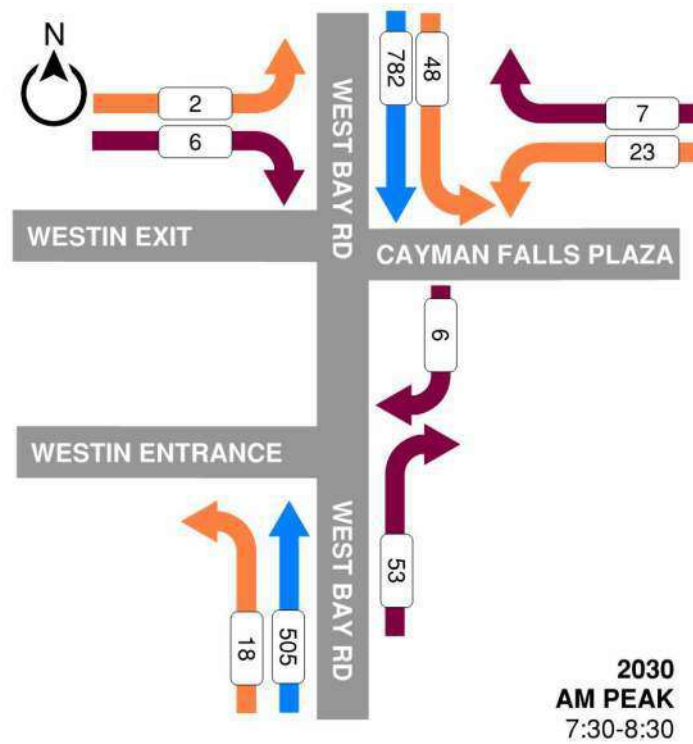 N
782
48
2
7
6
23
WEST BAY RD
WESTIN EXIT
CAYMAN FALLS PLAZA
6
WESTIN ENTRANCE
WEST BAY RD
53
18
505
2030
AM PEAK
7:30-8:30